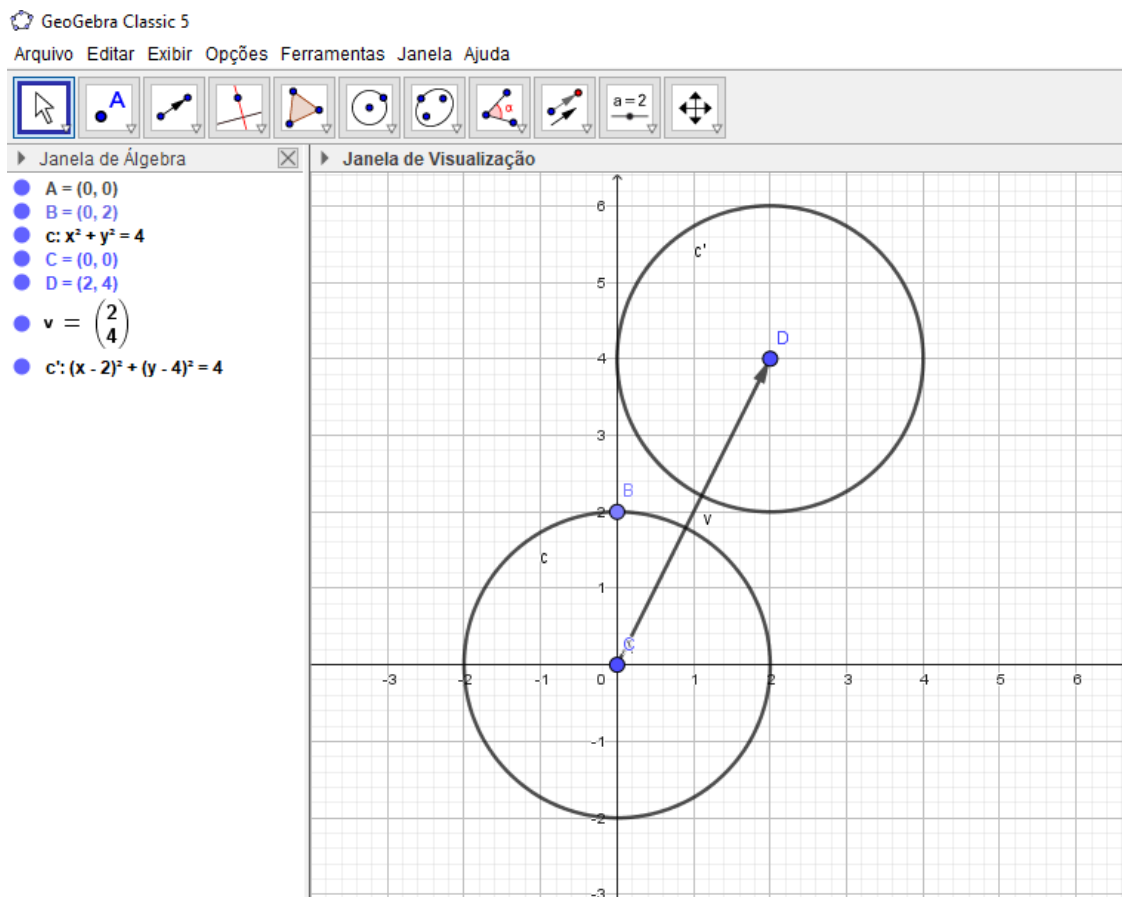 GeoGebra Classic 5
Arquivo Editar Exibir Opções Ferramentas Janela Ajuda
A α a=2
Janela de Álgebra
Janela de Visualização
A = (0, 0)
B = (0, 2)
c: x² + y² = 4
C = (0, 0)
D = (2, 4)
v = (2
4)
c': (x - 2)² + (y - 4)² = 4
6
c'
5
D
4
3
B
2
v
c
1
C
-3 -2 -1 0 1 2 3 4 5 6
-1
-2
-3